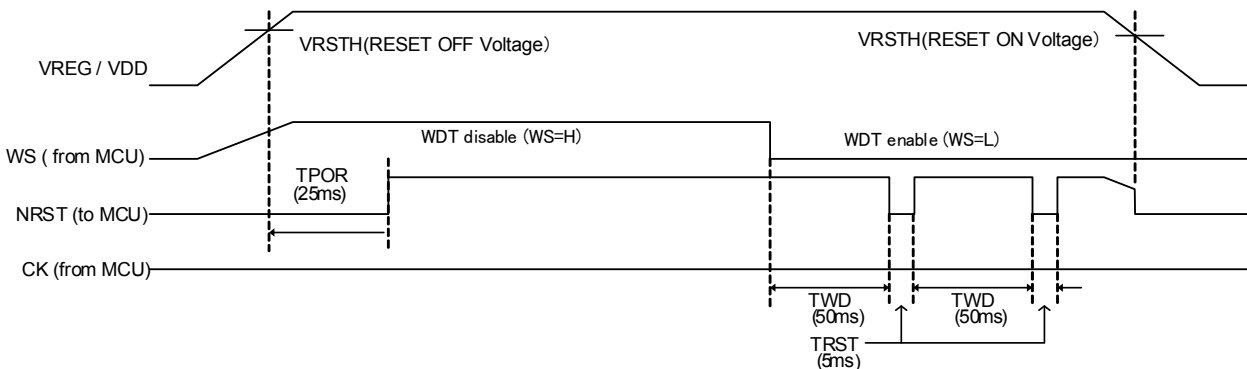 VREG / VDD
VRSTH(RESET OFF Voltage）
VRSTH(RESET ON Voltage）
WS ( from MCU)
WDT disable（WS=H）
WDT enable（WS=L）
TPOR
(25ms)
NRST (to MCU)
CK (from MCU)
TWD
(50ms)
TWD
(50ms)
TRST
(5ms)